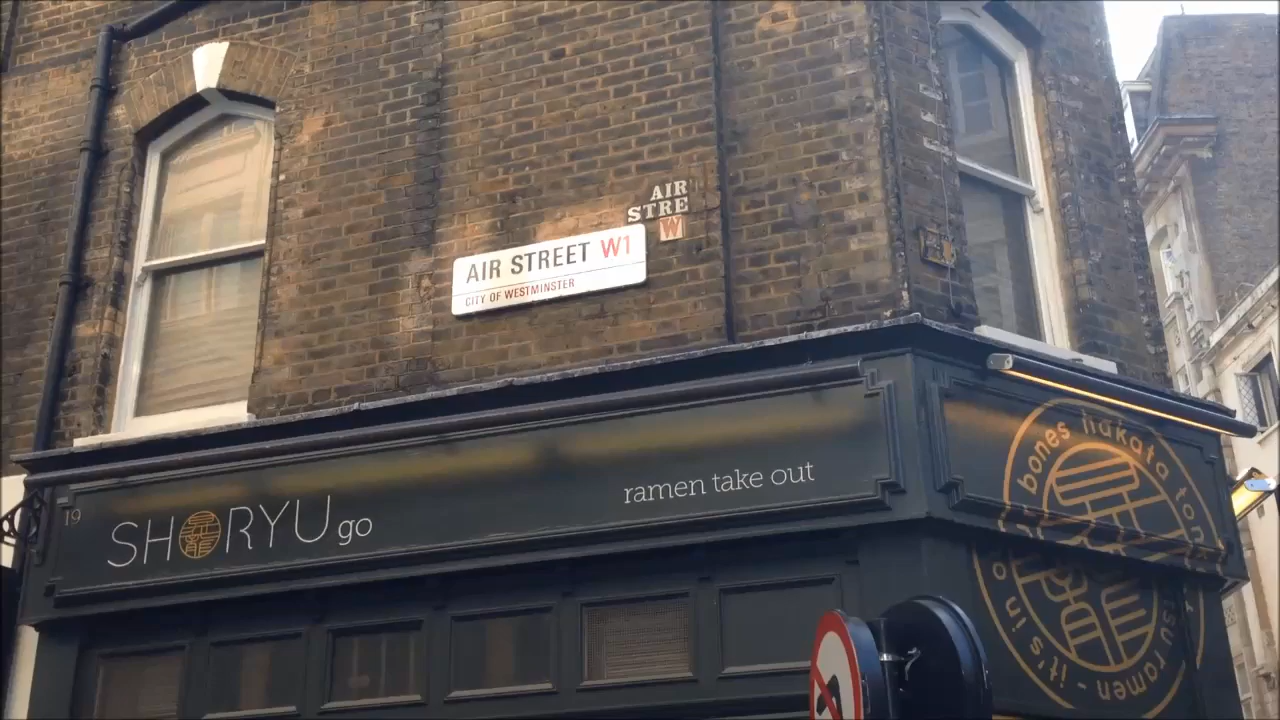 AIR
STRE
W
AIR STREET W1
CITY OF WESTMINSTER
19
SHORYU go
ramen take out
bones hakata ton
tsu ramen - it's in o